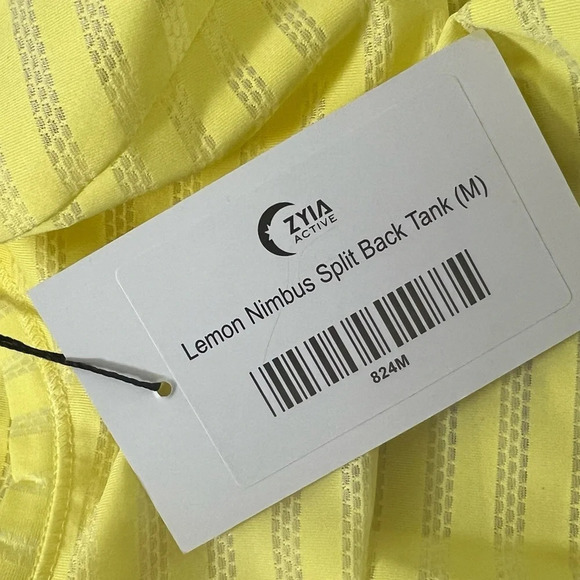 ZYIA
ACTIVE
Lemon Nimbus Split Back Tank (M)
824M